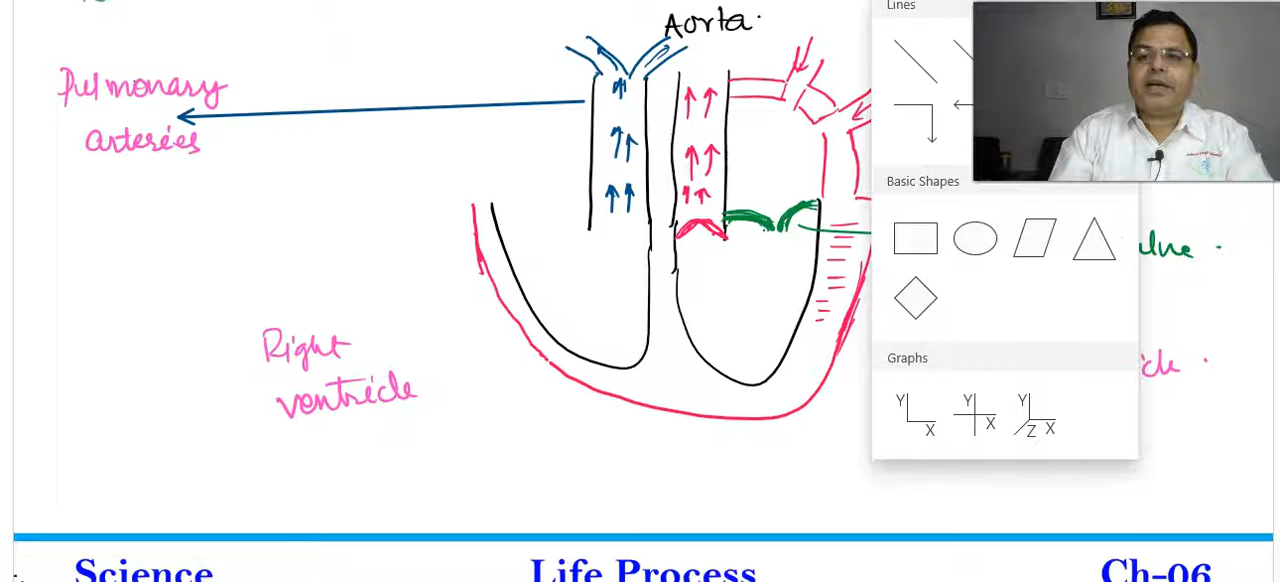 Lines
Aorta.
Pulmonary
arteries
Basic Shapes
Right
ventricle
Graphs
Y
X
Y
X
Y
Z X
Science
Life Process
Ch-06